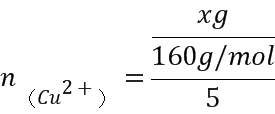 n (Cu²⁺) = xg
160g/mol
5